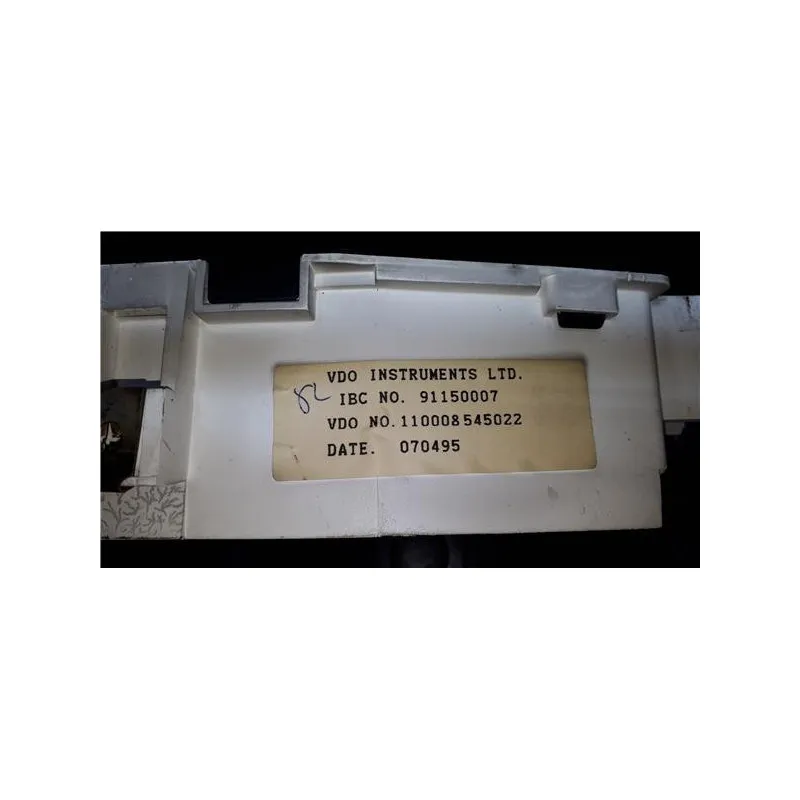 VDO INSTRUMENTS LTD.
IBC NO. 91150007
VDO NO.110008545022
DATE. 070495